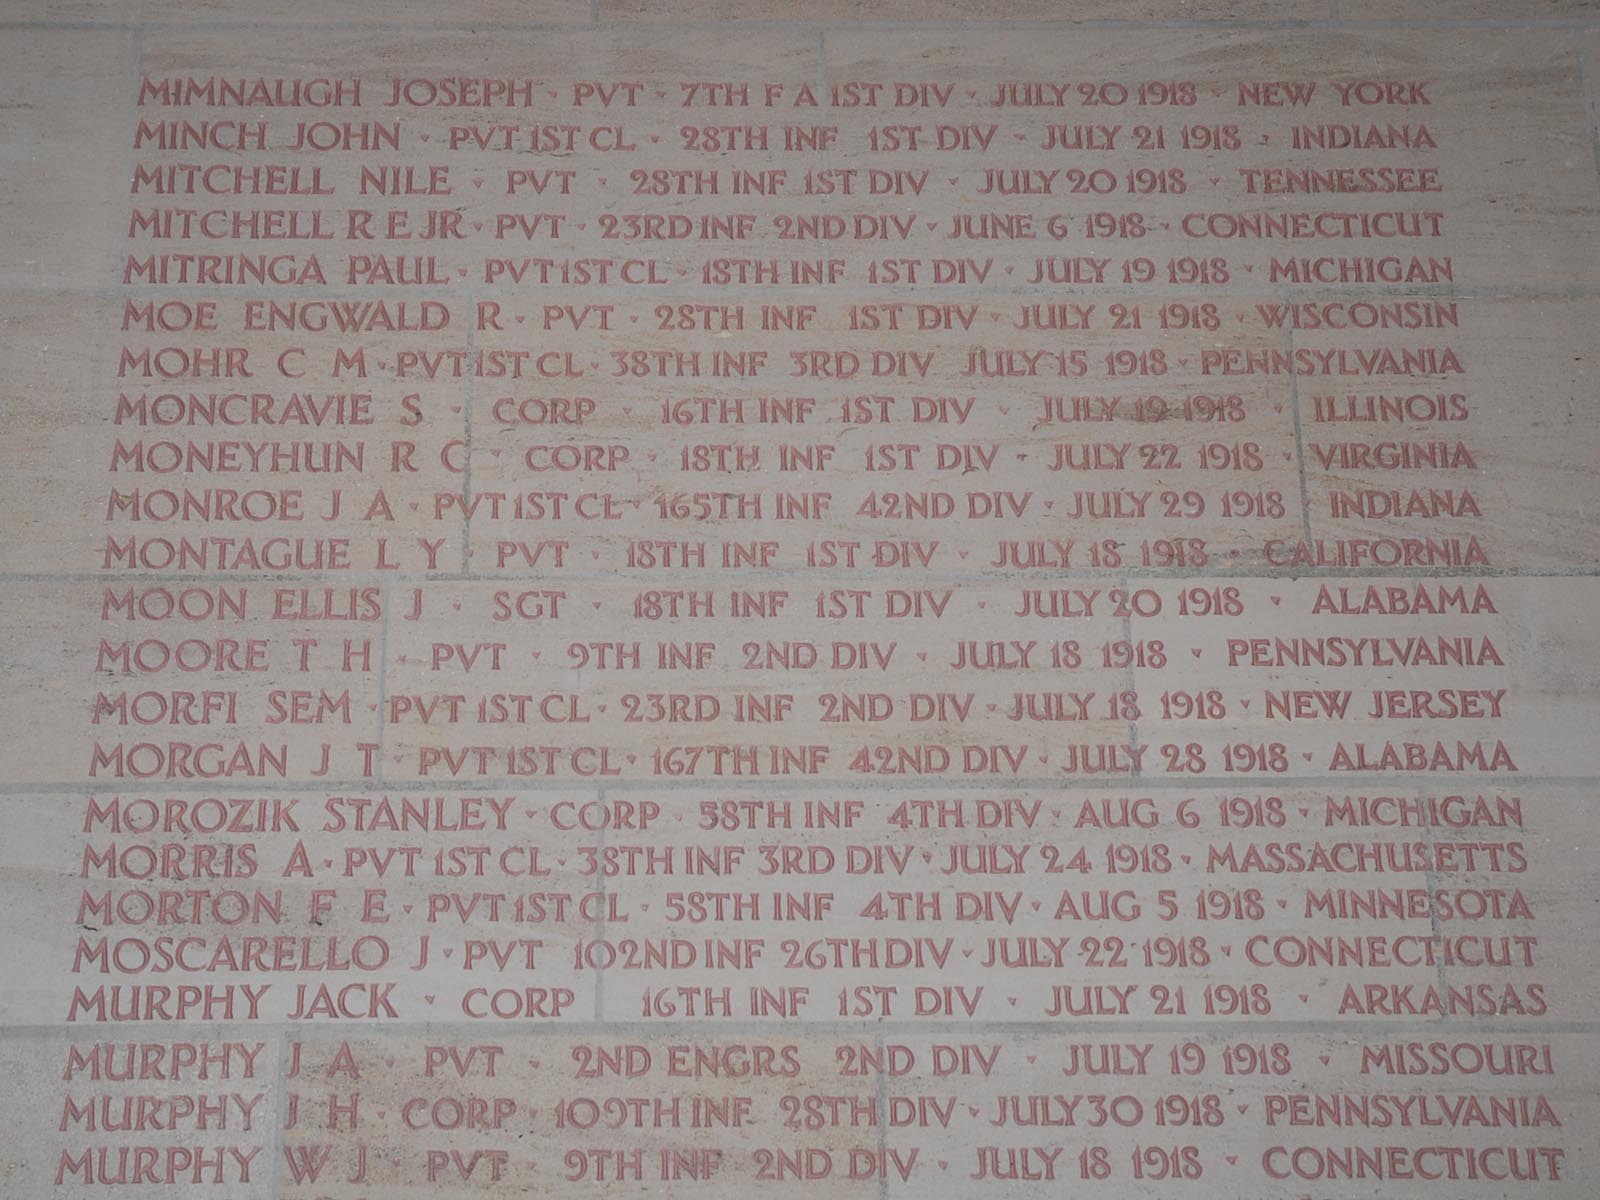 MIMNAUGH JOSEPH · PVT · 7TH F A 1ST DIV · JULY 20 1918 · NEW YORK
MINCH JOHN · PVT 1ST CL · 28TH INF 1ST DIV · JULY 21 1918 · INDIANA
MITCHELL NILE · PVT · 28TH INF 1ST DIV · JULY 20 1918 · TENNESSEE
MITCHELL R E JR · PVT · 23RD INF 2ND DIV · JUNE 6 1918 · CONNECTICUT
MITRINGA PAUL · PVT 1ST CL · 18TH INF 1ST DIV · JULY 19 1918 · MICHIGAN
MOE ENGWALD R · PVT · 28TH INF 1ST DIV · JULY 21 1918 · WISCONSIN
MOHR C M · PVT 1ST CL · 38TH INF 3RD DIV JULY 15 1918 · PENNSYLVANIA
MONCRAVIE S · CORP · 16TH INF 1ST DIV JULY 19 1918 · ILLINOIS
MONEYHUN R C · CORP · 18TH INF 1ST DIV · JULY 22 1918 · VIRGINIA
MONROE J A · PVT 1ST CL · 165TH INF 42ND DIV · JULY 29 1918 · INDIANA
MONTAGUE L Y · PVT · 18TH INF 1ST DIV · JULY 18 1918 · CALIFORNIA
MOON ELLIS J · SGT · 18TH INF 1ST DIV · JULY 20 1918 · ALABAMA
MOORE T H · PVT · 9TH INF 2ND DIV · JULY 18 1918 · PENNSYLVANIA
MORFI SEM · PVT 1ST CL · 23RD INF 2ND DIV · JULY 18 1918 · NEW JERSEY
MORGAN J T · PVT 1ST CL · 167TH INF 42ND DIV · JULY 28 1918 · ALABAMA
MOROZIK STANLEY · CORP · 58TH INF 4TH DIV · AUG 6 1918 · MICHIGAN
MORRIS A · PVT 1ST CL · 38TH INF 3RD DIV · JULY 24 1918 · MASSACHUSETTS
MORTON F E · PVT 1ST CL · 58TH INF 4TH DIV · AUG 5 1918 · MINNESOTA
MOSCARELLO J · PVT 102ND INF 26TH DIV · JULY 22 1918 · CONNECTICUT
MURPHY JACK · CORP 16TH INF 1ST DIV · JULY 21 1918 · ARKANSAS
MURPHY J A · PVT · 2ND ENGRS 2ND DIV · JULY 19 1918 · MISSOURI
MURPHY J H · CORP · 109TH INF 28TH DIV · JULY 30 1918 · PENNSYLVANIA
MURPHY W J · PVT · 9TH INF 2ND DIV · JULY 18 1918 · CONNECTICUT